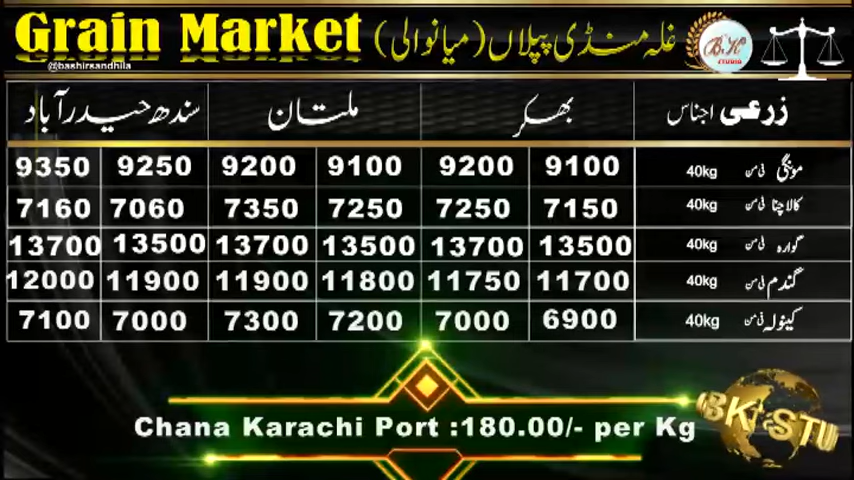 Grain Market غلہ منڈی پپلاں (میانوالی) B.K STUDIO
@bashirsandhila
زرعی اجناس بھکر ملتان سندھ حیدرآباد
مونگی فی من 40kg 9100 9200 9100 9200 9250 9350
کالا چنا فی من 40kg 7150 7250 7250 7350 7060 7160
گوارہ فی من 40kg 13500 13700 13500 13700 13500 13700
گندم فی من 40kg 11700 11750 11800 11900 11900 12000
کینولہ فی من 40kg 6900 7000 7200 7300 7000 7100
Chana Karachi Port :180.00/- per Kg
BK STU